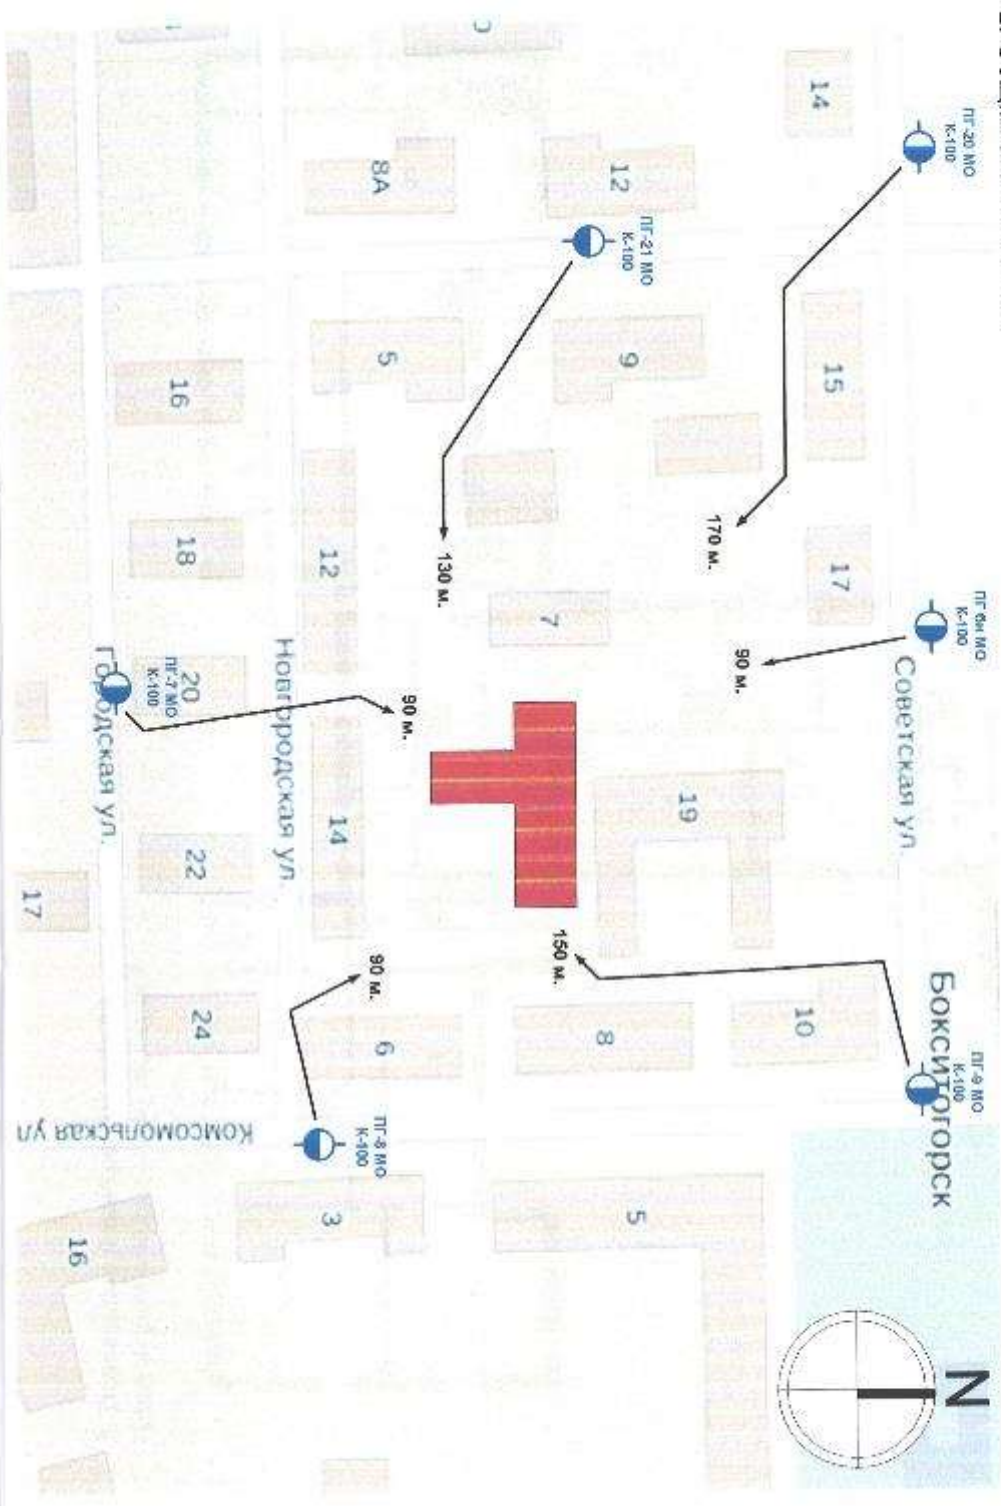 ПГ-20 МО
К-100
ПГ 6н МО
К-100
ПГ-9 МО
К-100
N
Бокситогорск
Советская ул.
14
15
17
10
170 м.
90 м.
19
ПГ-21 МО
К-100
12
9
7
8
5
150 м.
130 м.
90 м.
8А
5
6
90 м.
ПГ-8 МО
К-100
12
14
3
Новгородская ул.
16
18
20
22
24
ПГ-7 МО
К-100
Городская ул.
Комсомольская ул
17
16